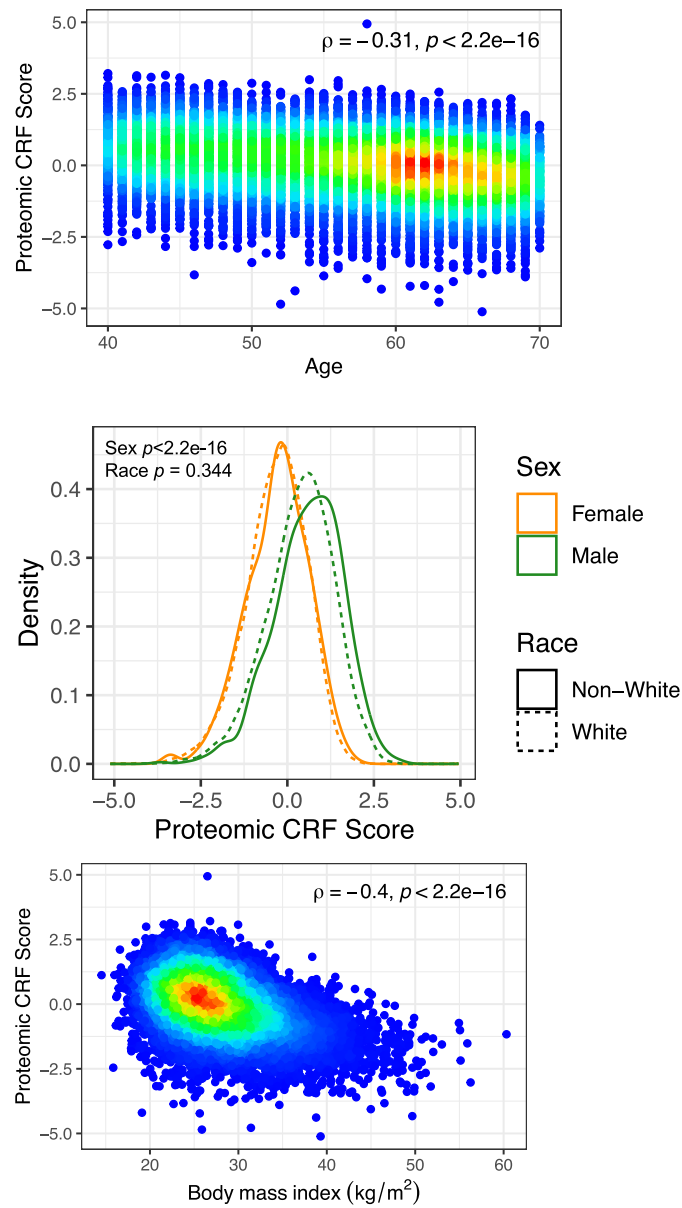 ρ = −0.31, p < 2.2e−16
Proteomic CRF Score
5.0
2.5
0.0
−2.5
−5.0
40
50
60
70
Age
Sex p<2.2e-16
Race p = 0.344
Density
0.4
0.3
0.2
0.1
0.0
−5.0
−2.5
0.0
2.5
5.0
Proteomic CRF Score
Sex
Female
Male
Race
Non−White
White
ρ = −0.4, p < 2.2e−16
Proteomic CRF Score
5.0
2.5
0.0
−2.5
−5.0
20
30
40
50
60
Body mass index (kg/m²)